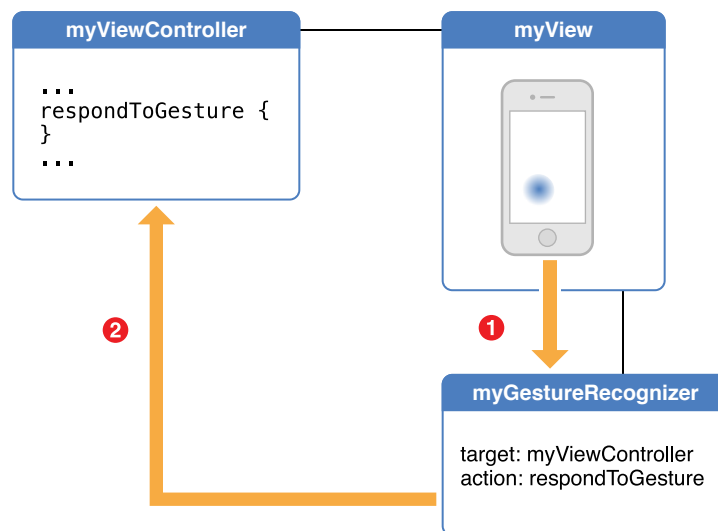 myViewController
...
respondToGesture {
}
...
myView
1
2
myGestureRecognizer
target: myViewController
action: respondToGesture